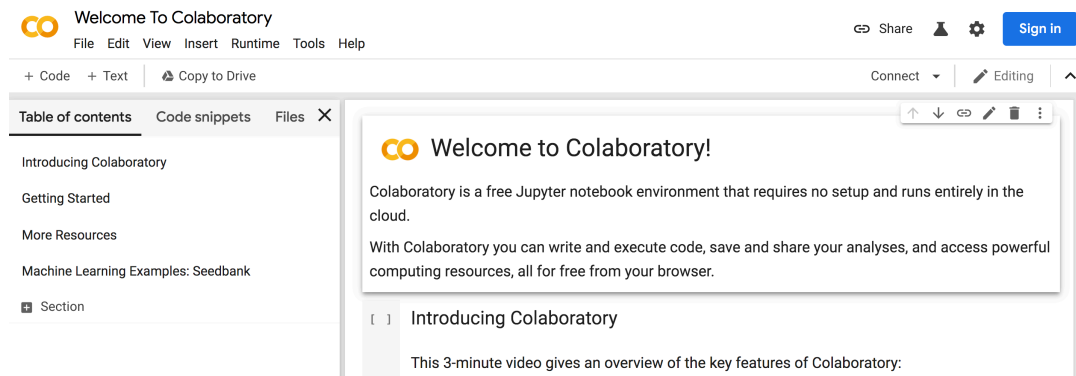 Welcome To Colaboratory
File Edit View Insert Runtime Tools Help
Share
Sign in
+ Code + Text Copy to Drive
Connect
Editing
Table of contents Code snippets Files
Introducing Colaboratory
Getting Started
More Resources
Machine Learning Examples: Seedbank
Section
Welcome to Colaboratory!
Colaboratory is a free Jupyter notebook environment that requires no setup and runs entirely in the
cloud.
With Colaboratory you can write and execute code, save and share your analyses, and access powerful
computing resources, all for free from your browser.
[ ] Introducing Colaboratory
This 3-minute video gives an overview of the key features of Colaboratory: